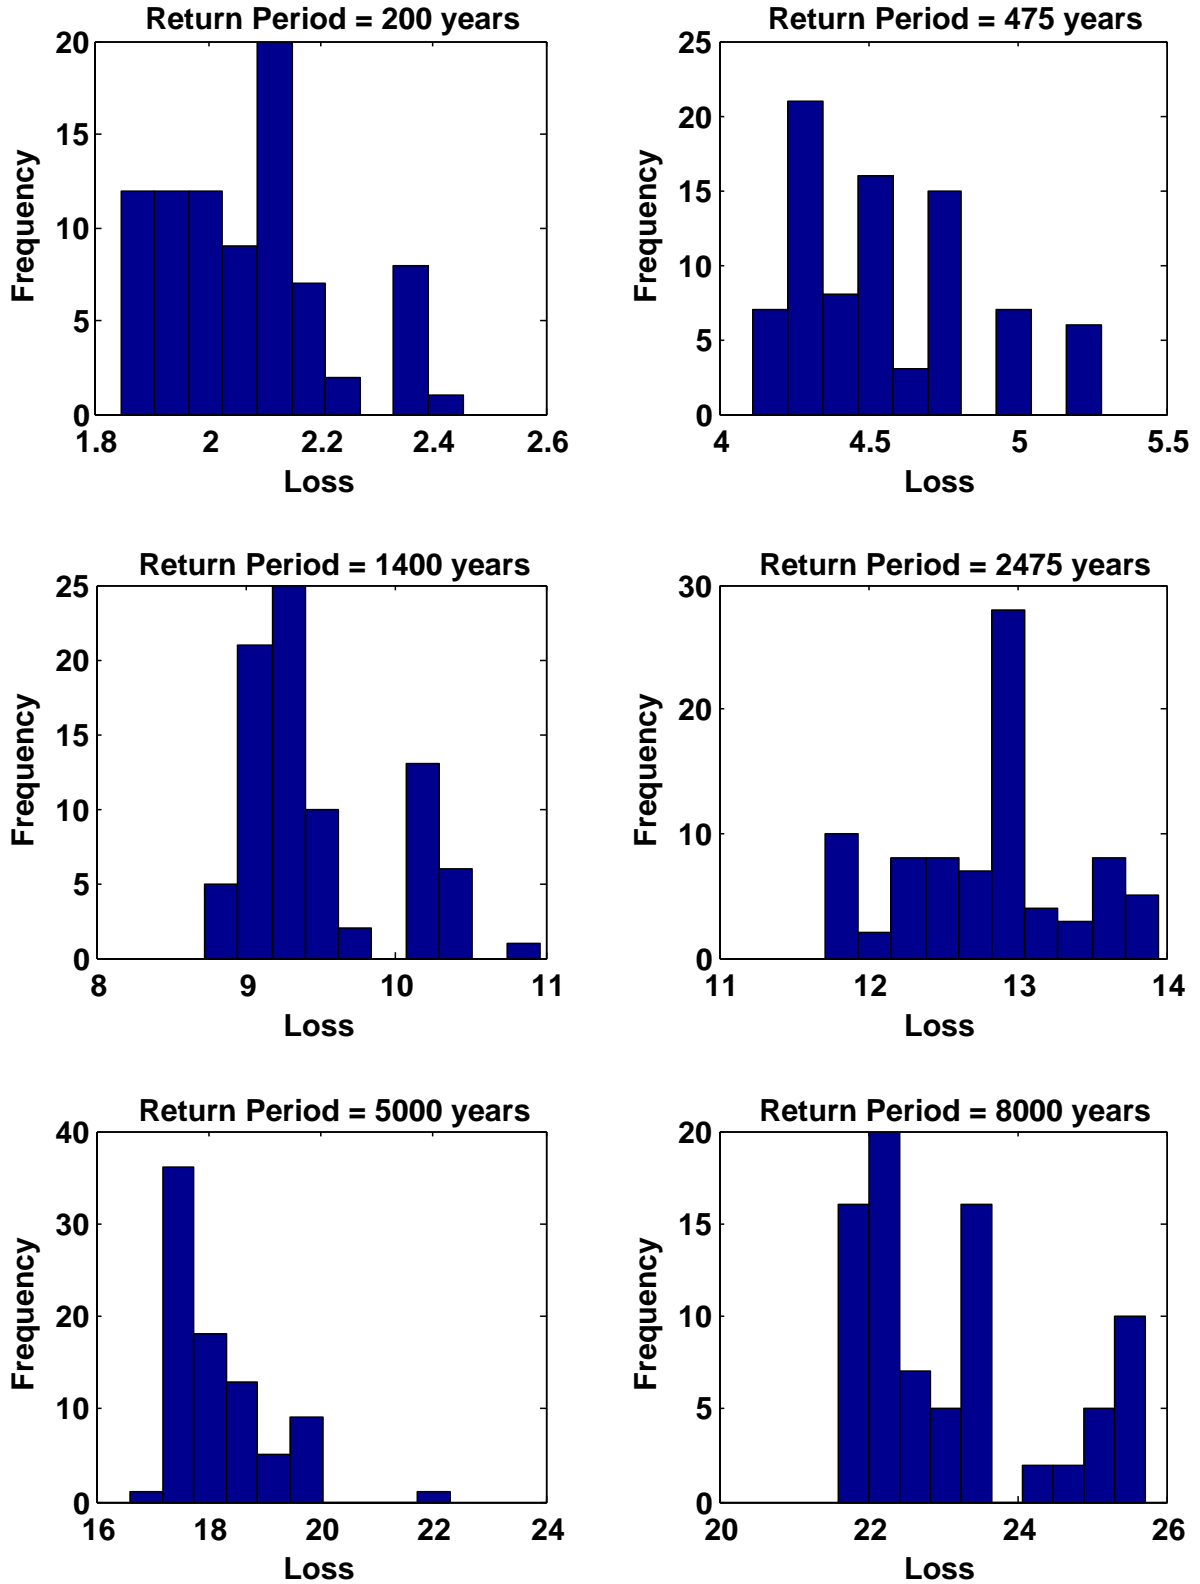 Return Period = 200 years
20
15
10
5
0
Frequency
1.8 2 2.2 2.4 2.6
Loss
Return Period = 475 years
25
20
15
10
5
0
Frequency
4 4.5 5 5.5
Loss
Return Period = 1400 years
25
20
15
10
5
0
Frequency
8 9 10 11
Loss
Return Period = 2475 years
30
20
10
0
Frequency
11 12 13 14
Loss
Return Period = 5000 years
40
30
20
10
0
Frequency
16 18 20 22 24
Loss
Return Period = 8000 years
20
15
10
5
0
Frequency
20 22 24 26
Loss